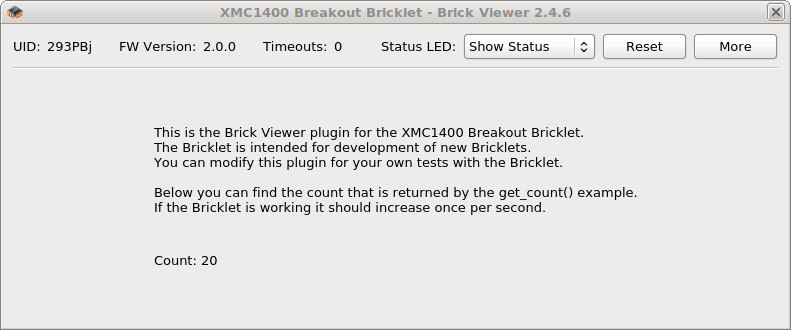 XMC1400 Breakout Bricklet - Brick Viewer 2.4.6
UID: 293PBj FW Version: 2.0.0 Timeouts: 0 Status LED: Show Status Reset More
This is the Brick Viewer plugin for the XMC1400 Breakout Bricklet.
The Bricklet is intended for development of new Bricklets.
You can modify this plugin for your own tests with the Bricklet.
Below you can find the count that is returned by the get_count() example.
If the Bricklet is working it should increase once per second.
Count: 20